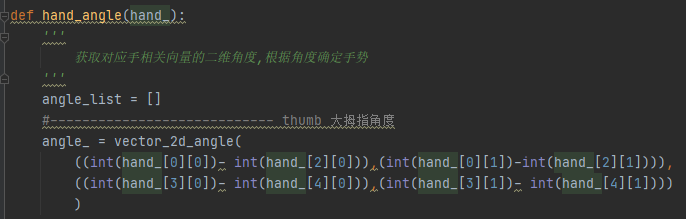 def hand_angle(hand_):
'''
获取对应手相关向量的二维角度,根据角度确定手势
'''
angle_list = []
#---------------------------- thumb 大拇指角度
angle_ = vector_2d_angle(
((int(hand_[0][0])- int(hand_[2][0])),(int(hand_[0][1])-int(hand_[2][1]))),
((int(hand_[3][0])- int(hand_[4][0])),(int(hand_[3][1])- int(hand_[4][1])))
)